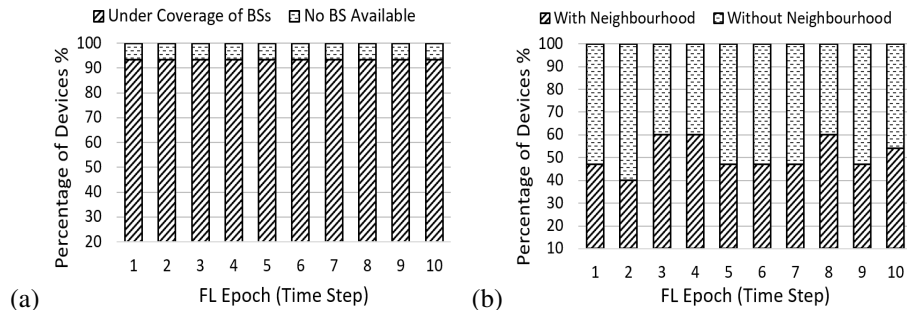 Under Coverage of BSs No BS Available
Percentage of Devices %
100
90
80
70
60
50
40
30
20
1 2 3 4 5 6 7 8 9 10
FL Epoch (Time Step)
(a)
With Neighbourhood Without Neighbourhood
Percentage of Devices %
100
90
80
70
60
50
40
30
20
10
1 2 3 4 5 6 7 8 9 10
FL Epoch (Time Step)
(b)